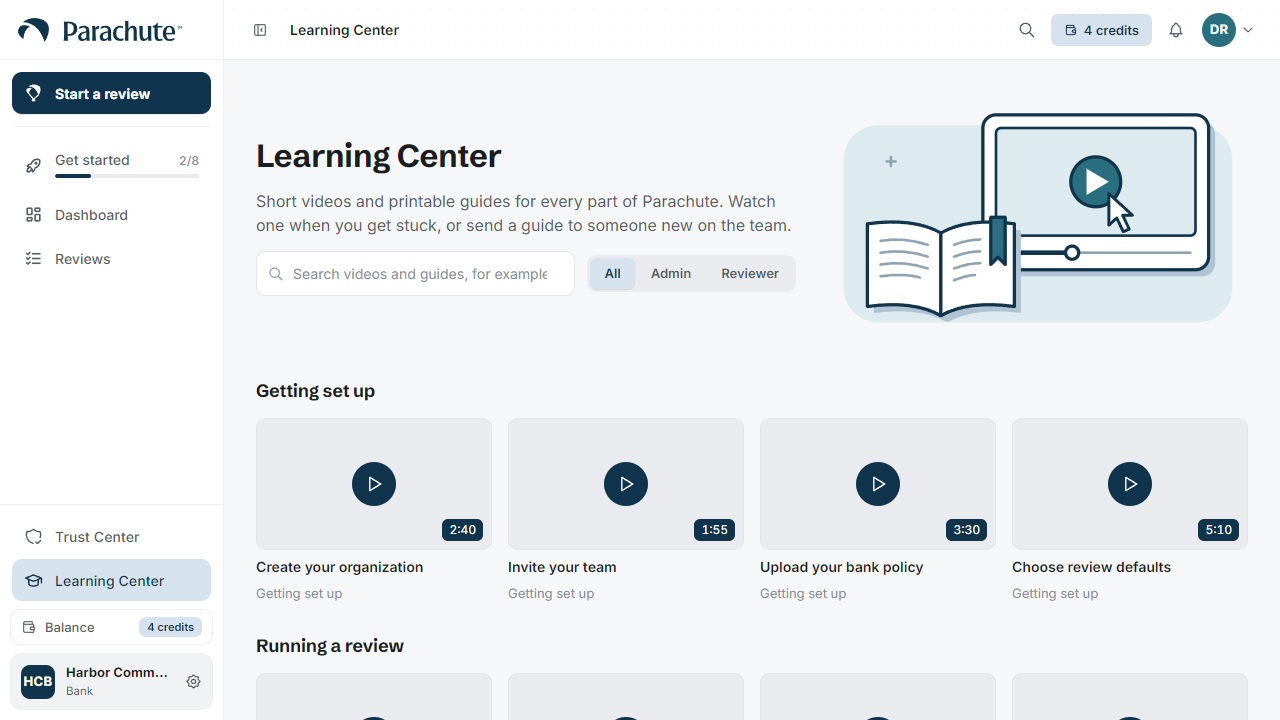 Parachute™
Learning Center
4 credits
DR
Start a review
Get started 2/8
Dashboard
Reviews
Learning Center
Short videos and printable guides for every part of Parachute. Watch
one when you get stuck, or send a guide to someone new on the team.
Search videos and guides, for example
All Admin Reviewer
Getting set up
2:40 1:55 3:30 5:10
Create your organization Invite your team Upload your bank policy Choose review defaults
Getting set up Getting set up Getting set up Getting set up
Running a review
Trust Center
Learning Center
Balance 4 credits
HCB Harbor Comm...
Bank